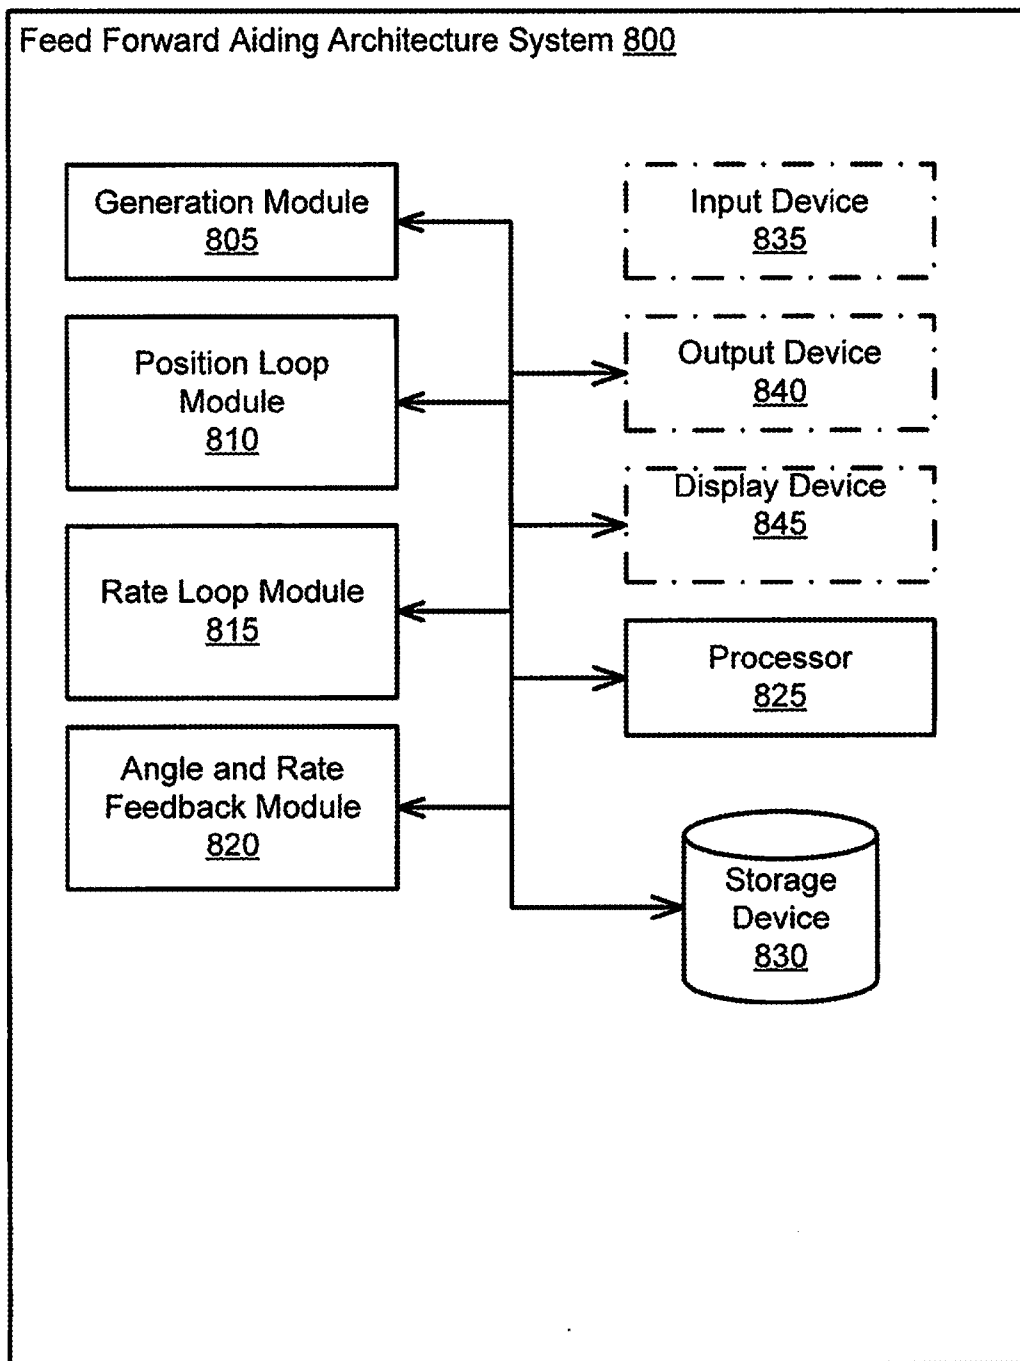 Feed Forward Aiding Architecture System 800
Generation Module
805
Position Loop
Module
810
Rate Loop Module
815
Angle and Rate
Feedback Module
820
Input Device
835
Output Device
840
Display Device
845
Processor
825
Storage
Device
830